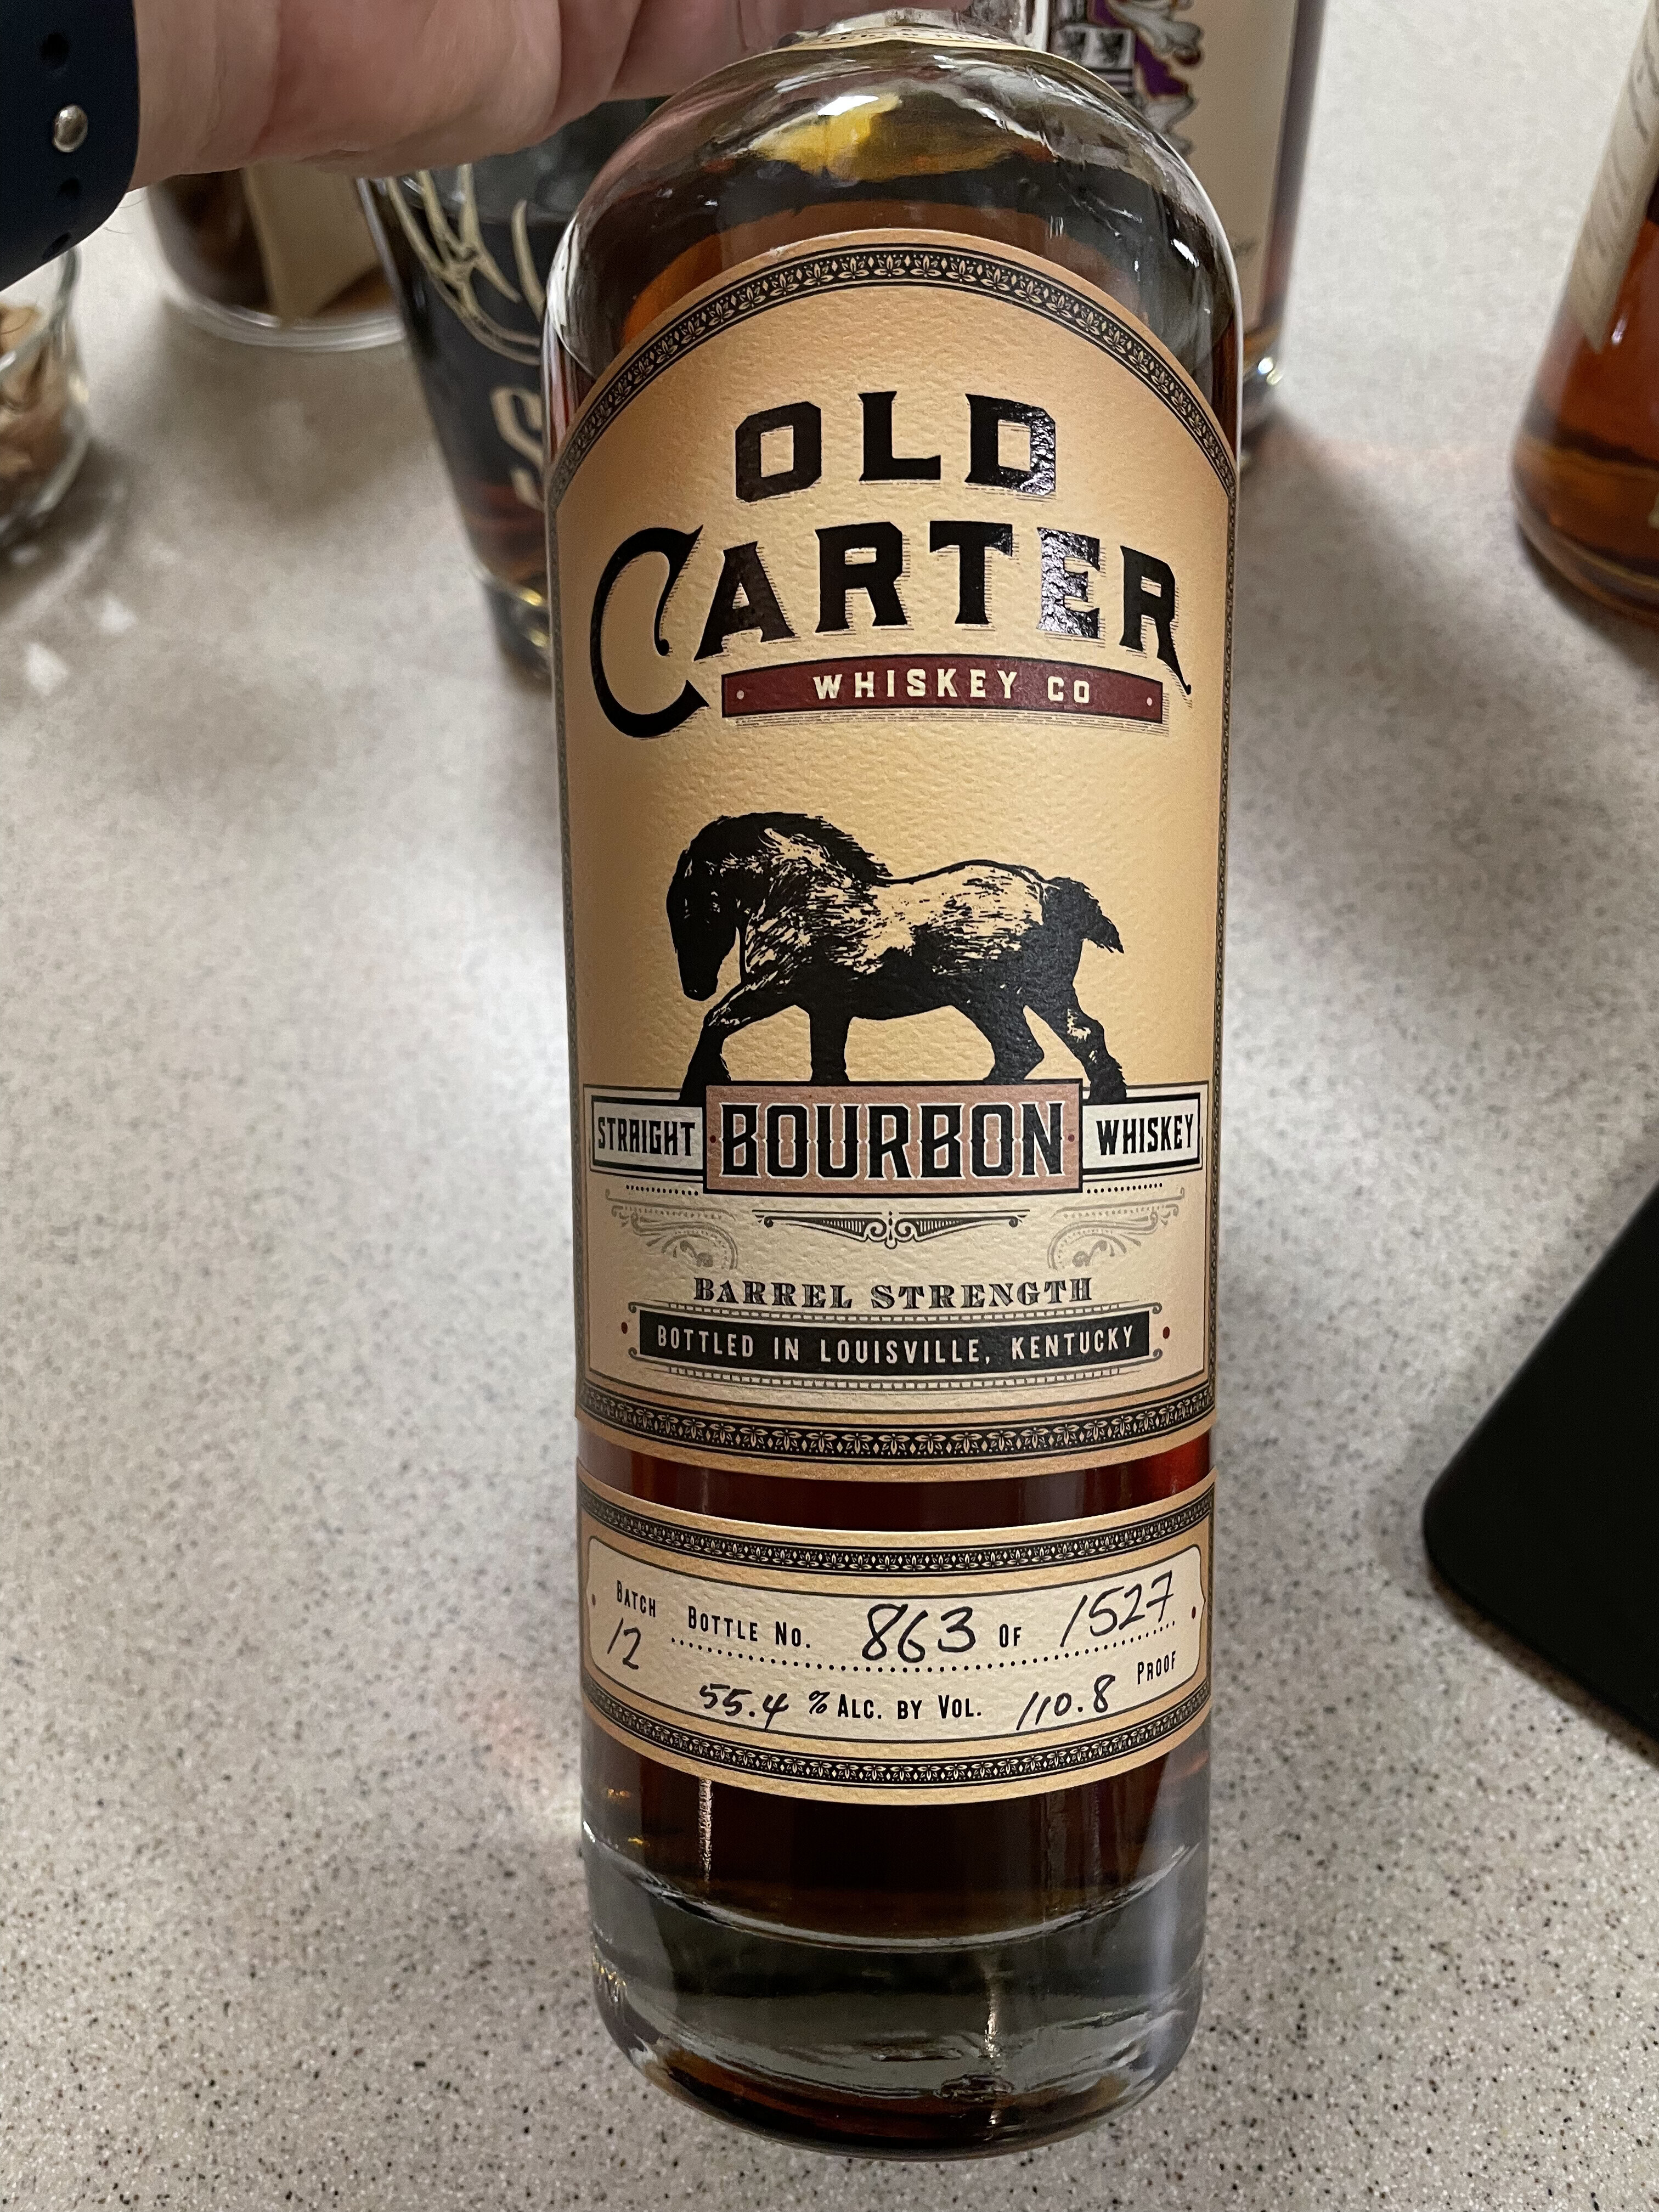 OLD
CARTER
WHISKEY CO
STRAIGHT BOURBON WHISKEY
BARREL STRENGTH
BOTTLED IN LOUISVILLE, KENTUCKY
BATCH 12
BOTTLE NO. 863 OF 1527
55.4 % ALC. BY VOL. 110.8 PROOF